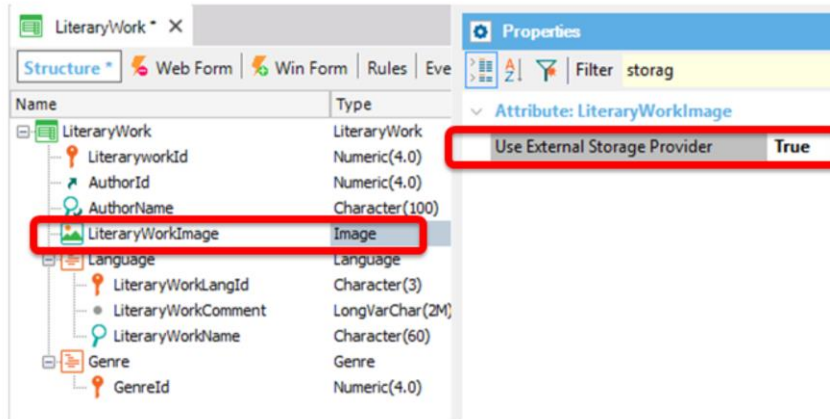 LiteraryWork *
Structure * Web Form Win Form Rules Eve
Name Type
LiteraryWork LiteraryWork
LiteraryworkId Numeric(4.0)
AuthorId Numeric(4.0)
AuthorName Character(100)
LiteraryWorkImage Image
Language Language
LiteraryWorkLangId Character(3)
LiteraryWorkComment LongVarChar(2M)
LiteraryWorkName Character(60)
Genre Genre
GenreId Numeric(4.0)
Properties
Filter storag
Attribute: LiteraryWorkImage
Use External Storage Provider True